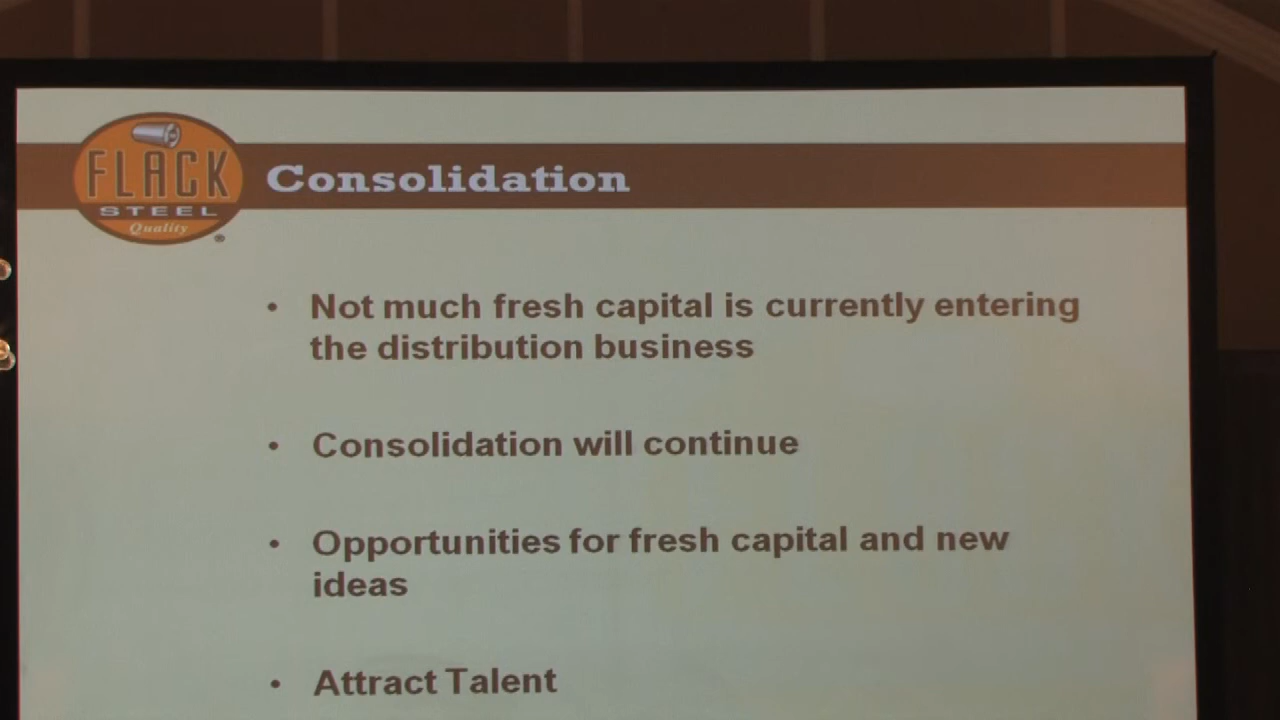 FLACK
STEEL
Quality
®
Consolidation
• Not much fresh capital is currently entering
the distribution business
• Consolidation will continue
• Opportunities for fresh capital and new
ideas
• Attract Talent